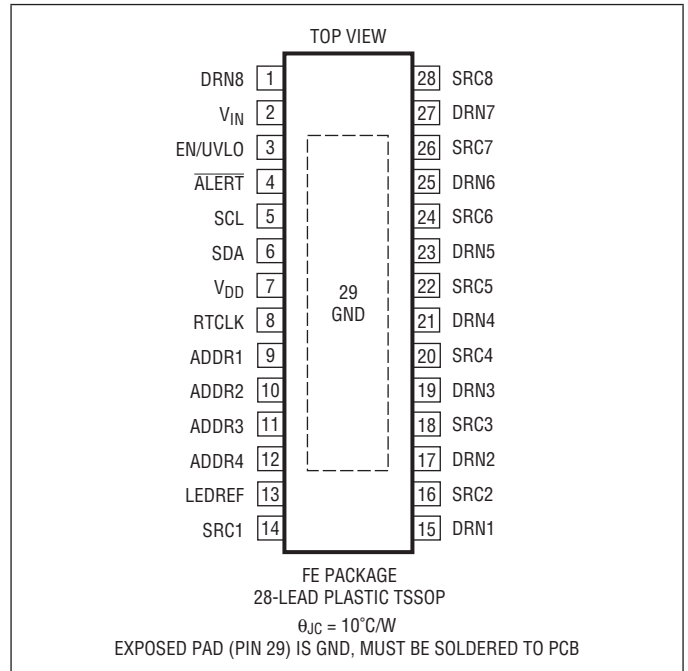 TOP VIEW
DRN8 1
V_IN 2
EN/UVLO 3
A̅L̅E̅R̅T̅ 4
SCL 5
SDA 6
V_DD 7
RTCLK 8
ADDR1 9
ADDR2 10
ADDR3 11
ADDR4 12
LEDREF 13
SRC1 14
29
GND
28 SRC8
27 DRN7
26 SRC7
25 DRN6
24 SRC6
23 DRN5
22 SRC5
21 DRN4
20 SRC4
19 DRN3
18 SRC3
17 DRN2
16 SRC2
15 DRN1
FE PACKAGE
28-LEAD PLASTIC TSSOP
θ_JC = 10°C/W
EXPOSED PAD (PIN 29) IS GND, MUST BE SOLDERED TO PCB